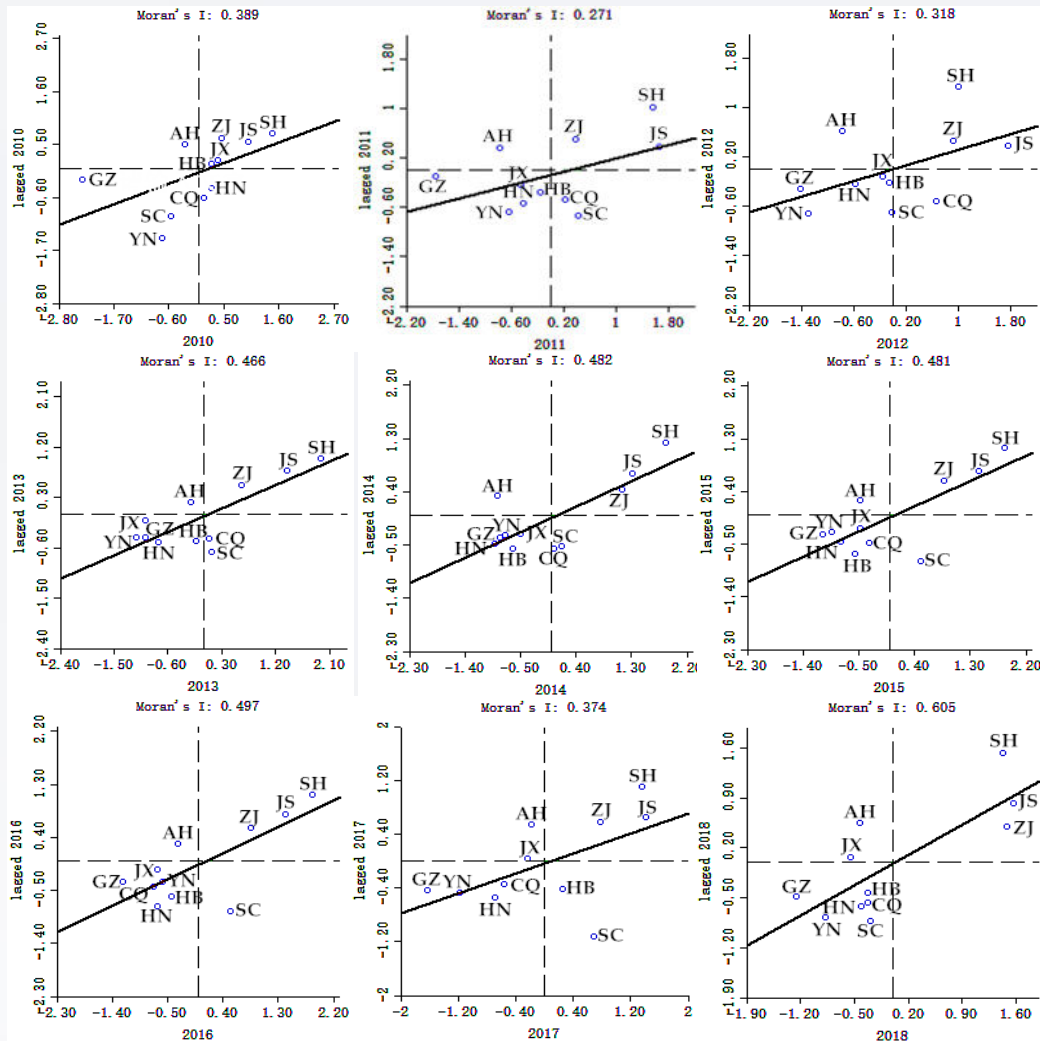 Moran's I: 0.389
lagged 2010
2.70
1.60
0.50
-0.60
-1.70
-2.80
AH
ZJ
JS
SH
HB
JX
GZ
HN
CQ
SC
YN
-2.80 -1.70 -0.60 0.50 1.60 2.70
2010
Moran's I: 0.271
lagged 2011
1.80
1
0.20
-0.60
-1.40
-2.20
SH
AH
ZJ
JS
GZ
JX
HN
HB
CQ
YN
SC
-2.20 -1.40 -0.60 0.20 1 1.80
2011
Moran's I: 0.318
lagged 2012
1.80
1
0.20
-0.60
-1.40
-2.20
SH
AH
ZJ
JS
JX
HN
HB
CQ
YN
SC
-2.20 -1.40 -0.60 0.20 1 1.80
2012
Moran's I: 0.466
lagged 2013
2.10
1.20
0.30
-0.60
-1.50
-2.40
SH
JS
ZJ
AH
JX
GZ
YN
HN
HB
CQ
SC
-2.40 -1.50 -0.60 0.30 1.20 2.10
2013
Moran's I: 0.482
lagged 2014
2.20
1.30
0.40
-0.50
-1.40
-2.30
SH
JS
ZJ
AH
YN
GZ
JX
SC
HN
HB
CQ
-2.30 -1.40 -0.50 0.40 1.30 2.20
2014
Moran's I: 0.481
lagged 2015
2.20
1.30
0.40
-0.50
-1.40
-2.30
SH
JS
ZJ
AH
YN
JX
GZ
HN
CQ
HB
SC
-2.30 -1.40 -0.50 0.40 1.30 2.20
2015
Moran's I: 0.497
lagged 2016
2.20
1.30
0.40
-0.50
-1.40
-2.30
SH
JS
ZJ
AH
JX
GZ
YN
CQ
HB
HN
SC
-2.30 -1.40 -0.50 0.40 1.30 2.20
2016
Moran's I: 0.374
lagged 2017
2
1.20
0.40
-0.40
-1.20
-2
SH
JS
ZJ
AH
JX
GZ
YN
CQ
HB
HN
SC
-2 -1.20 -0.40 0.40 1.20 2
2017
Moran's I: 0.605
lagged 2018
1.60
0.90
0.20
-0.50
-1.20
-1.90
SH
JS
AH
ZJ
JX
GZ
HB
HN
CQ
YN
SC
-1.90 -1.20 -0.50 0.20 0.90 1.60
2018